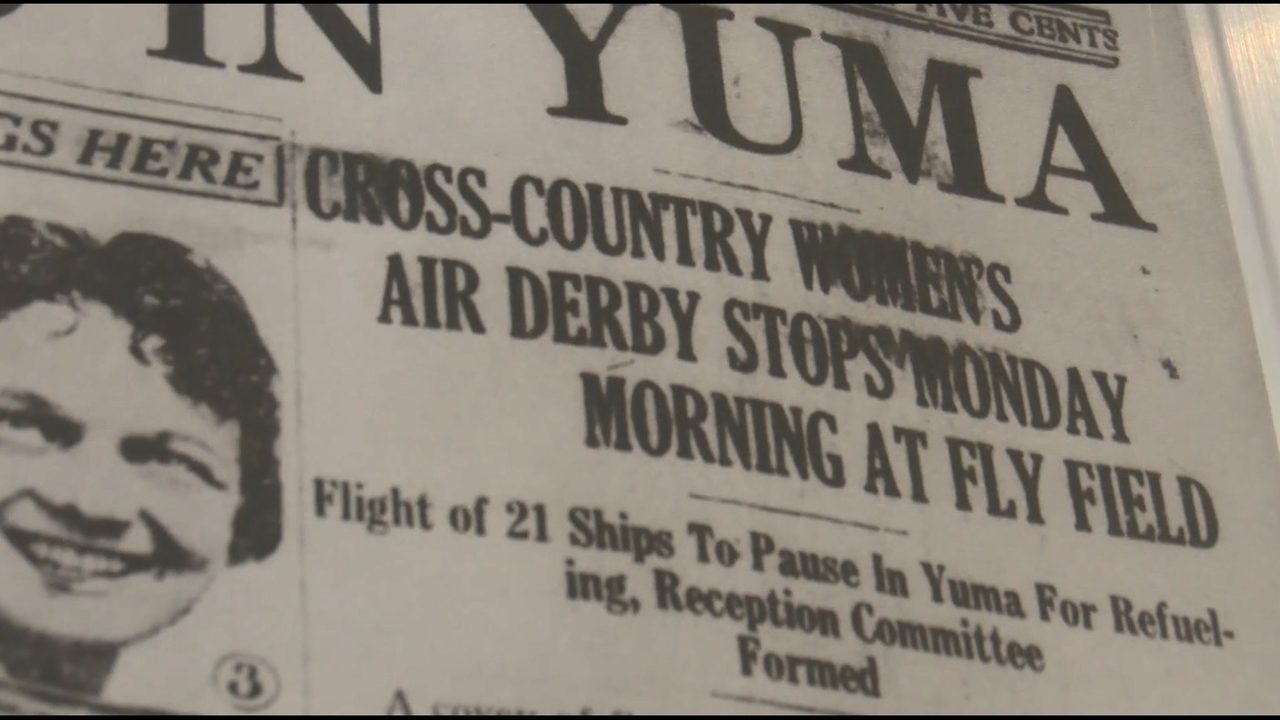 FIVE CENTS
IN YUMA
GS HERE
CROSS-COUNTRY WOMEN'S
AIR DERBY STOPS MONDAY
MORNING AT FLY FIELD
Flight of 21 Ships To Pause In Yuma For Refuel-
ing, Reception Committee
Formed
3
A